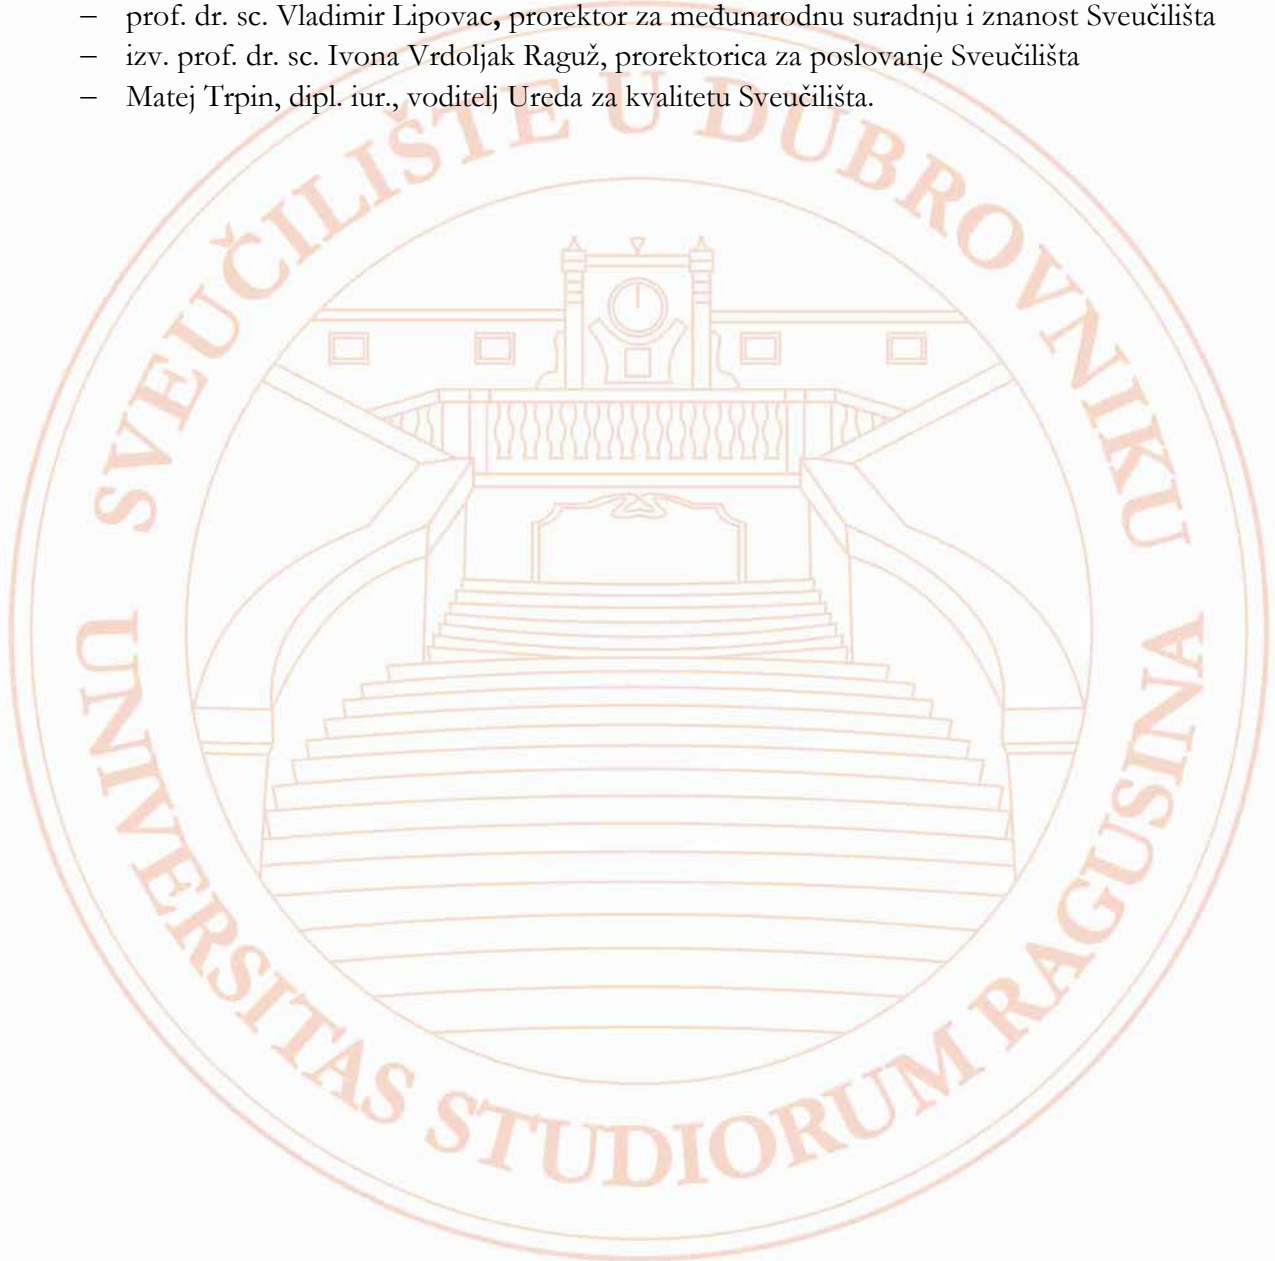 – prof. dr. sc. Vladimir Lipovac, prorektor za međunarodnu suradnju i znanost Sveučilišta
– izv. prof. dr. sc. Ivona Vrdoljak Raguž, prorektorica za poslovanje Sveučilišta
– Matej Trpin, dipl. iur., voditelj Ureda za kvalitetu Sveučilišta.
SVEUČILIŠTE U DUBROVNIKU
UNIVERSITAS STUDIORUM RAGUSINA